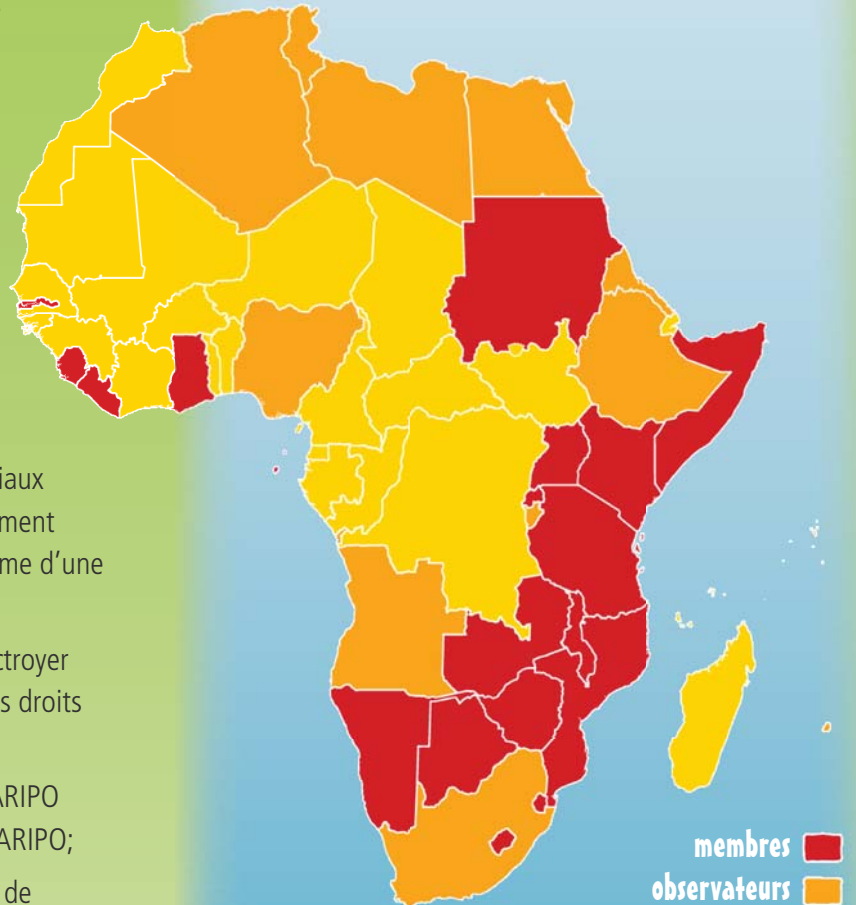 iaux
ment
me d'une
ctroyer
s droits
ARIPO
ARIPO;
de
membres
observateurs